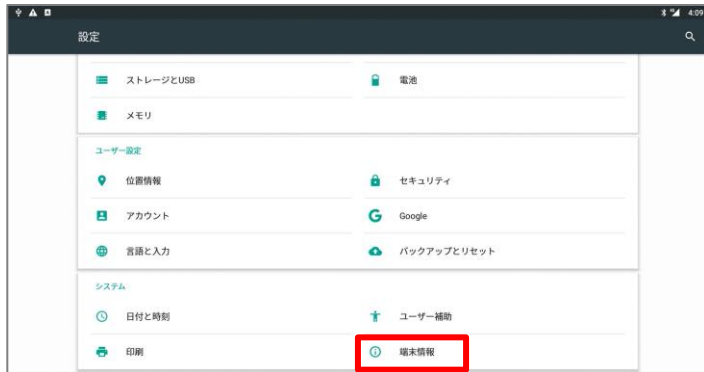 4:09
設定
ストレージとUSB
電池
メモリ
ユーザー設定
位置情報
セキュリティ
アカウント
Google
言語と入力
バックアップとリセット
システム
日付と時刻
ユーザー補助
印刷
端末情報